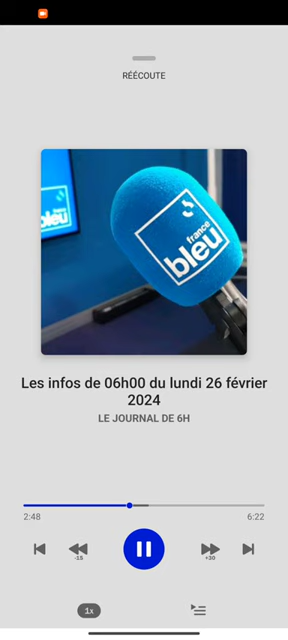 RÉÉCOUTE
bleu
france
bleu
Les infos de 06h00 du lundi 26 février
2024
LE JOURNAL DE 6H
2:48
6:22
-15
+30
1x